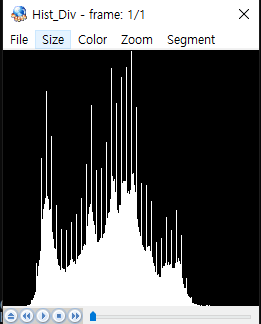 Hist_Div - frame: 1/1
File Size Color Zoom Segment